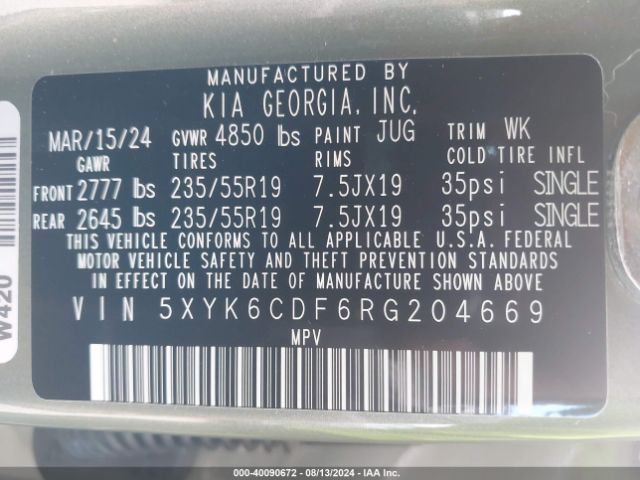 MANUFACTURED BY
KIA GEORGIA, INC.
MAR/15/24 GVWR 4850 lbs PAINT JUG TRIM WK
GAWR TIRES RIMS COLD TIRE INFL
FRONT 2777 lbs 235/55R19 7.5JX19 35psi SINGLE
REAR 2645 lbs 235/55R19 7.5JX19 35psi SINGLE
THIS VEHICLE CONFORMS TO ALL APPLICABLE U.S.A. FEDERAL
MOTOR VEHICLE SAFETY AND THEFT PREVENTION STANDARDS
IN EFFECT ON THE DATE OF MANUFACTURE SHOWN ABOVE
VIN 5XYK6CDF6RG204669
MPV
W420
000-40090672 - 08/13/2024 - IAA Inc.